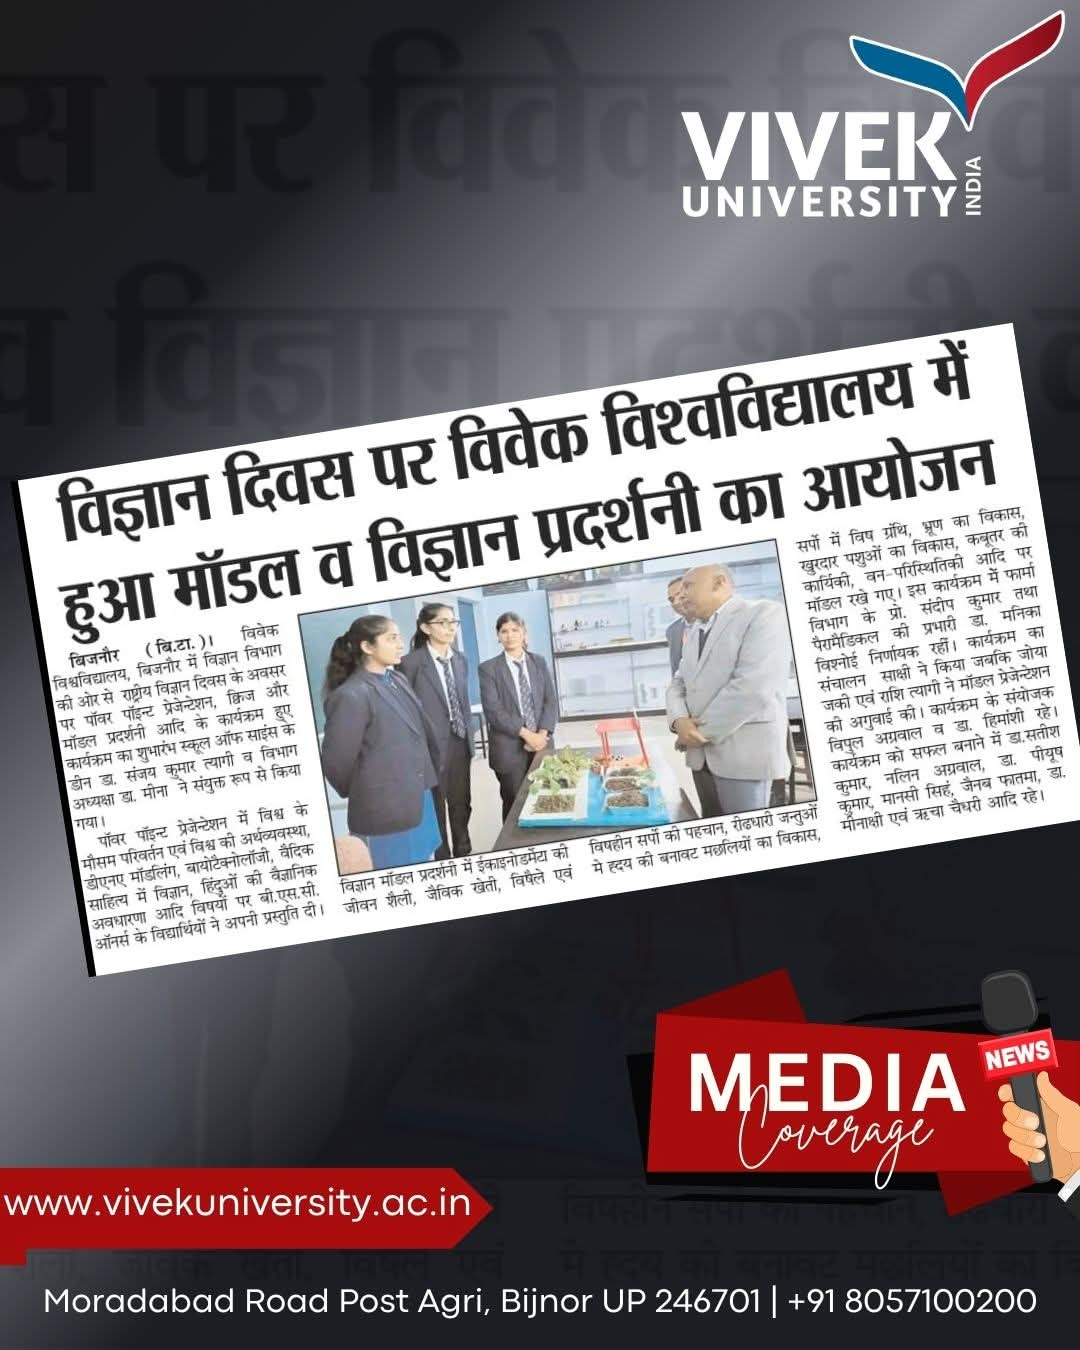 VIVEK
UNIVERSITY
INDIA
विज्ञान दिवस पर विवेक विश्वविद्यालय में
हुआ मॉडल व विज्ञान प्रदर्शनी का आयोजन
बिजनौर (बि.टा.)। विवेक
विश्वविद्यालय, बिजनौर में विज्ञान विभाग
की ओर से राष्ट्रीय विज्ञान दिवस के अवसर
पर पॉवर पॉइन्ट प्रेजेन्टेशन, क्विज और
मॉडल प्रदर्शनी आदि के कार्यक्रम हुए
कार्यक्रम का शुभारंभ स्कूल ऑफ साइंस के
डीन डा. संजय कुमार त्यागी व विभाग
अध्यक्षा डा. मीना ने संयुक्त रूप से किया
गया।
पॉवर पॉइन्ट प्रेजेन्टेशन में विश्व के
मौसम परिवर्तन एवं विश्व की अर्थव्यवस्था,
डीएनए मॉडलिंग, बायोटैक्नोलॉजी, वैदिक
साहित्य में विज्ञान, हिंदुओं की वैज्ञानिक
अवधारणा आदि विषयों पर बी.एस.सी.
ऑनर्स के विद्यार्थियों ने अपनी प्रस्तुति दी।
विज्ञान मॉडल प्रदर्शनी में ईकाइनोडर्मेटा की
जीवन शैली, जैविक खेती, विषैले एवं
विषहीन सर्पो की पहचान, रीढधारी जन्तुओं
मे ह्दय की बनावट मछलियों का विकास,
सर्पो में विष ग्रंथि, भ्रूण का विकास,
खुरदार पशुओं का विकास, कबूतर की
कार्यिकी, वन-परिस्थितिकी आदि पर
मॉडल रखे गए। इस कार्यक्रम में फार्मा
विभाग के प्रो. संदीप कुमार तथा
पैरामैडिकल की प्रभारी डा. मनिका
विश्नोई निर्णायक रहीं। कार्यक्रम का
संचालन साक्षी ने किया जबकि जोया
जकी एवं राशि त्यागी ने मॉडल प्रेजेन्टेशन
की अगुवाई की। कार्यक्रम के संयोजक
विपुल अग्रवाल व डा. हिमांशी रहे।
कार्यक्रम को सफल बनाने में डा.सतीश
कुमार, नलिन अग्रवाल, डा. पीयूष
कुमार, मानसी सिहं, जैनब फातमा, डा.
मीनाक्षी एवं ऋचा चैधरी आदि रहे।
MEDIA
Coverage
NEWS
www.vivekuniversity.ac.in
Moradabad Road Post Agri, Bijnor UP 246701 | +91 8057100200